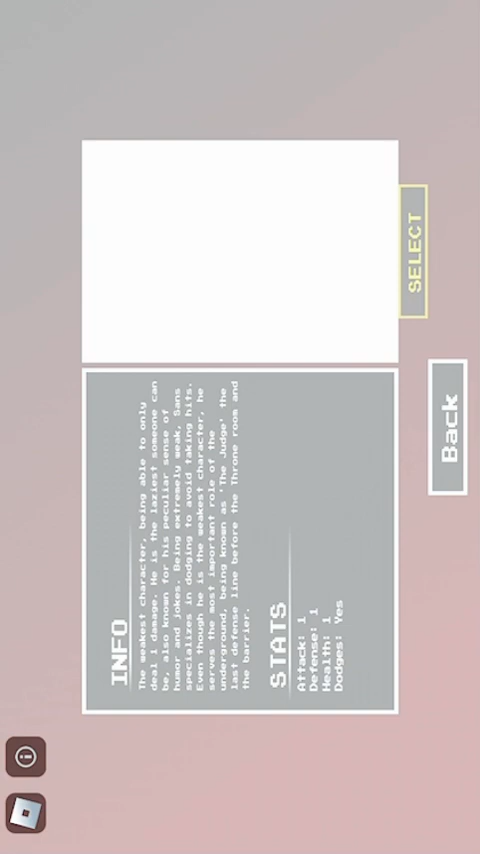 INFO
The weakest character, being able to only
deal 1 damage. He is the laziest someone can
be, also known for his peculiar sense of
humor and jokes. Being extremely weak, Sans
specializes in dodging to avoid taking hits.
Even though he is the weakest character, he
serves the most important role of the
underground, being known as 'The Judge' the
last defense line before the Throne room and
the barrier.
STATS
Attack: 1
Defense: 1
Health: 1
Dodges: Yes
SELECT
Back